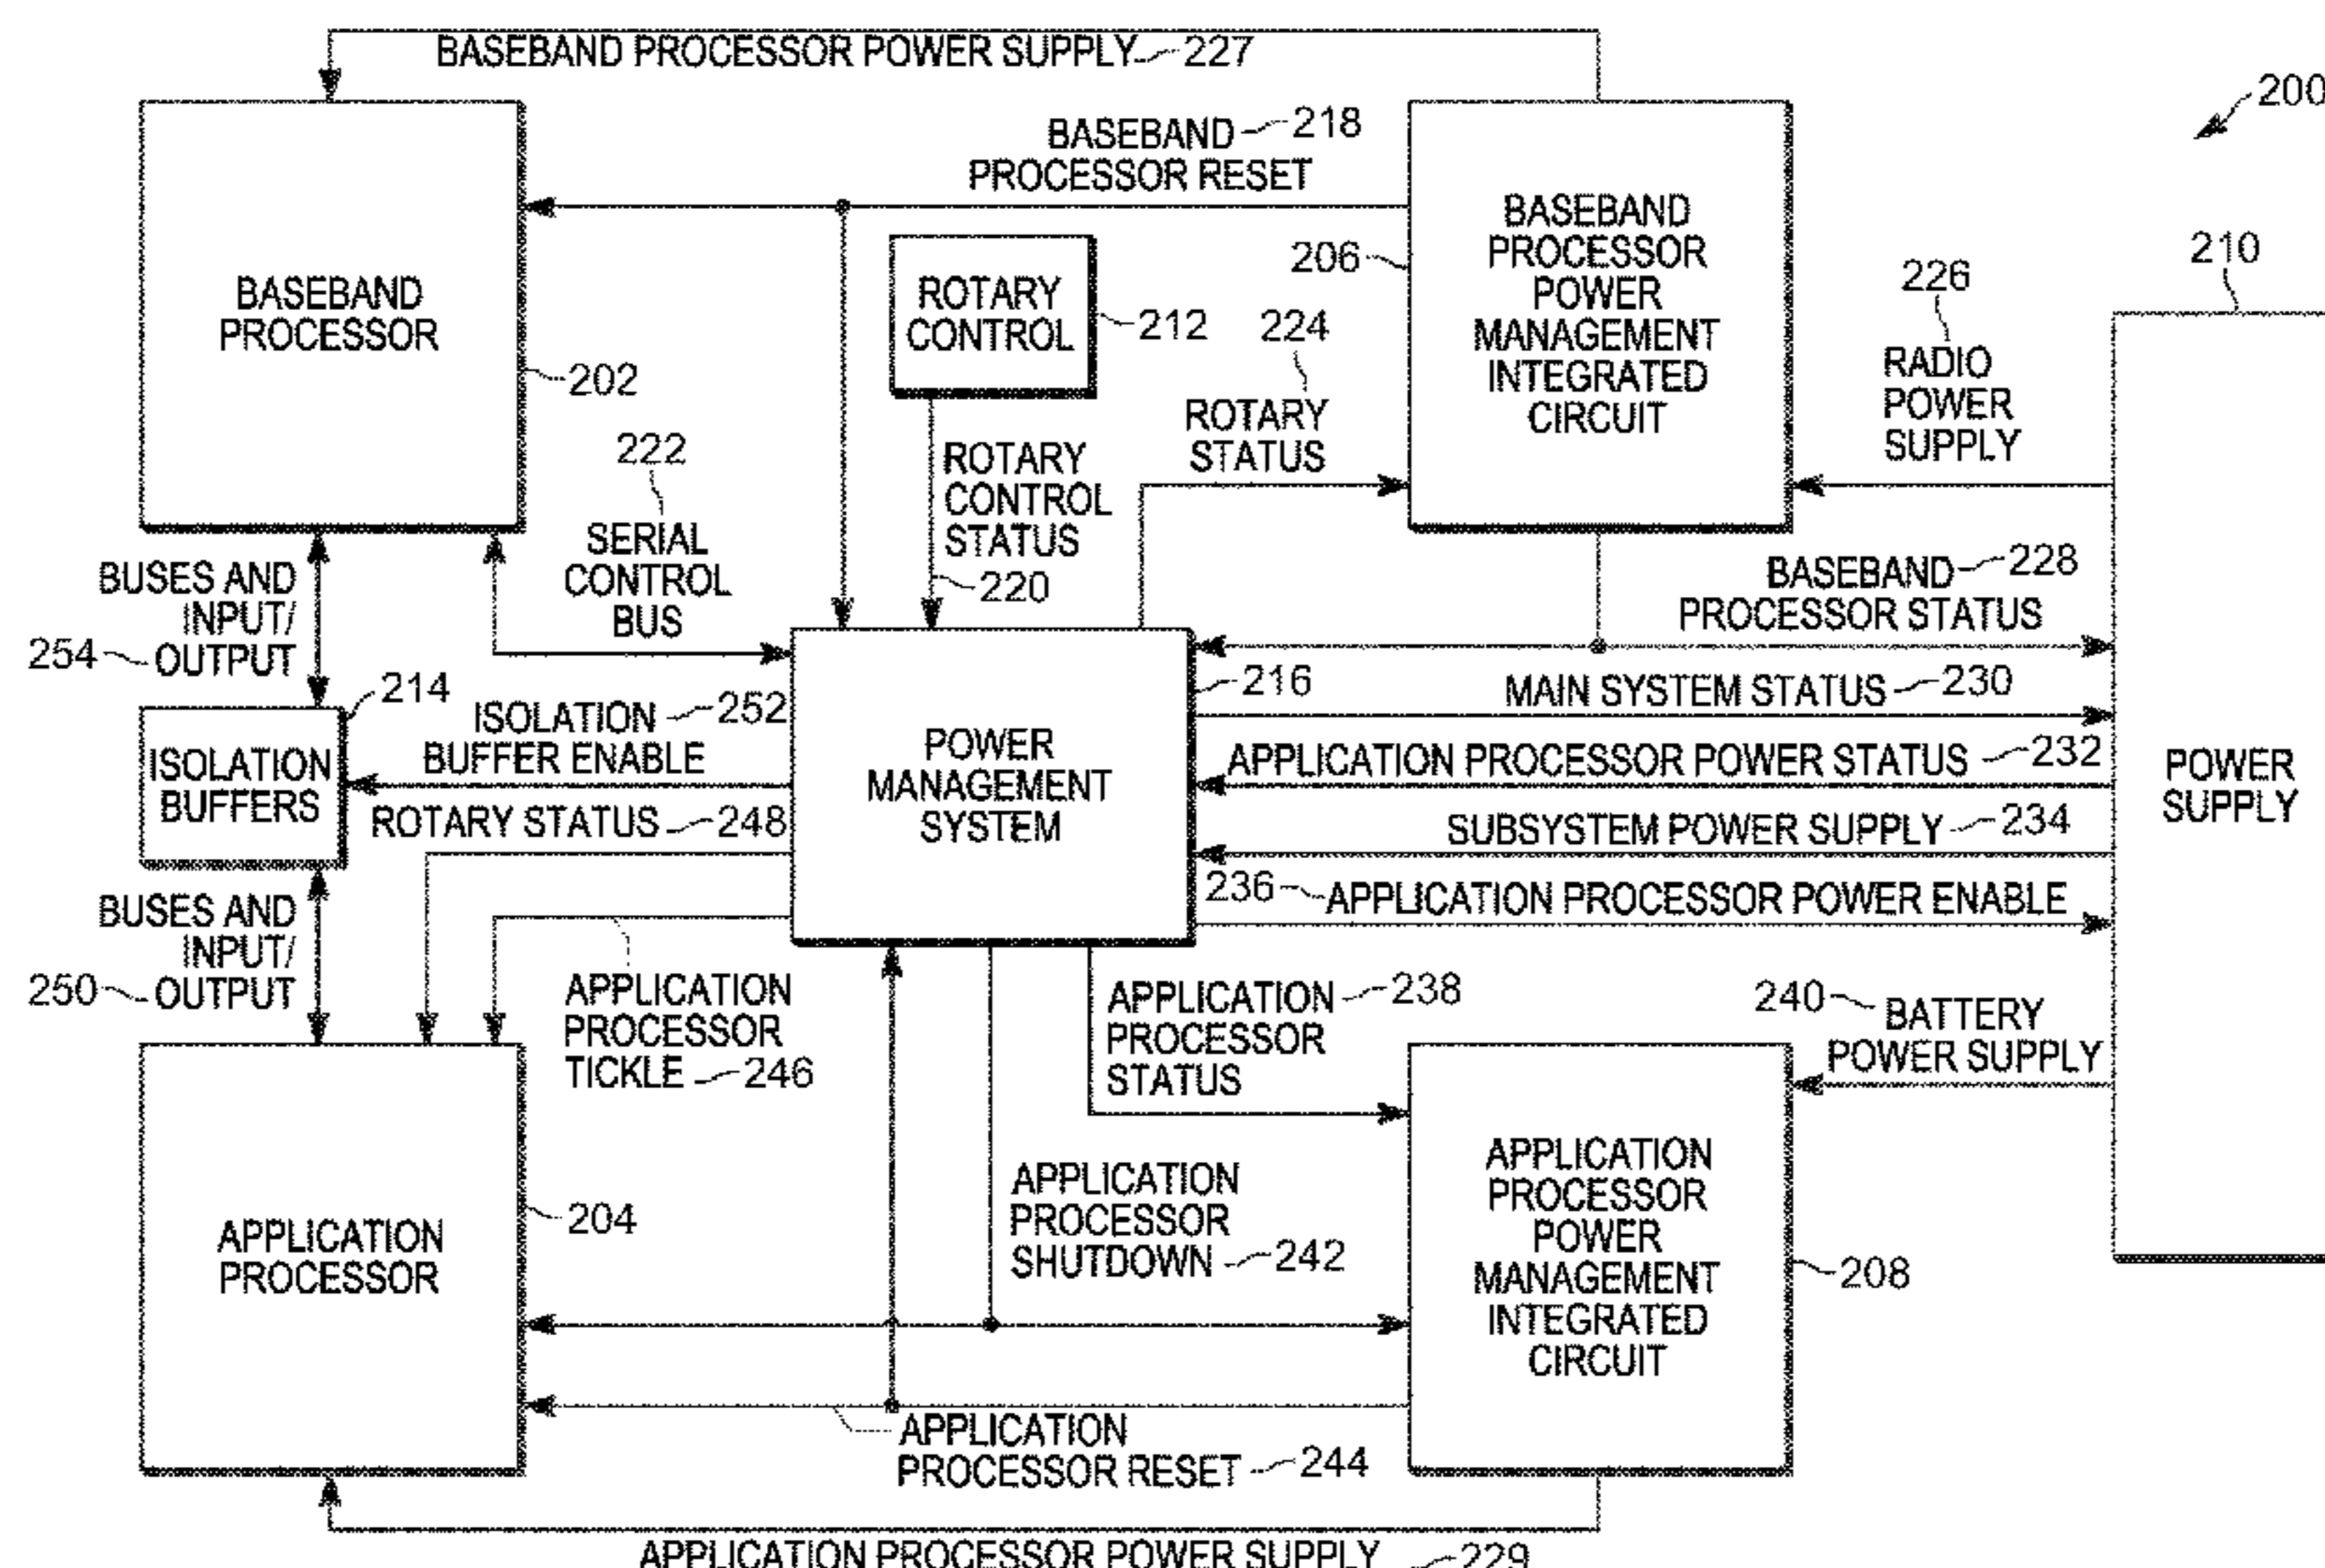 BASEBAND PROCESSOR POWER SUPPLY 227
200
BASEBAND 218
PROCESSOR RESET
BASEBAND
PROCESSOR
202
ROTARY
CONTROL
212
206
BASEBAND
PROCESSOR
POWER
MANAGEMENT
INTEGRATED
CIRCUIT
224
ROTARY
STATUS
226
RADIO
POWER
SUPPLY
210
222
SERIAL
CONTROL
BUS
ROTARY
CONTROL
STATUS
220
BASEBAND 228
PROCESSOR STATUS
BUSES AND
INPUT/
254 OUTPUT
214
ISOLATION
BUFFERS
ISOLATION 252
BUFFER ENABLE
ROTARY STATUS 248
POWER
MANAGEMENT
SYSTEM
216
MAIN SYSTEM STATUS 230
APPLICATION PROCESSOR POWER STATUS 232
SUBSYSTEM POWER SUPPLY 234
236 APPLICATION PROCESSOR POWER ENABLE
POWER
SUPPLY
BUSES AND
INPUT/
250 OUTPUT
APPLICATION
PROCESSOR
TICKLE 246
APPLICATION 238
PROCESSOR
STATUS
240 BATTERY
POWER SUPPLY
APPLICATION
PROCESSOR
204
APPLICATION
PROCESSOR
SHUTDOWN 242
APPLICATION
PROCESSOR
POWER
MANAGEMENT
INTEGRATED
CIRCUIT
208
APPLICATION
PROCESSOR RESET 244
APPLICATION PROCESSOR POWER SUPPLY 229